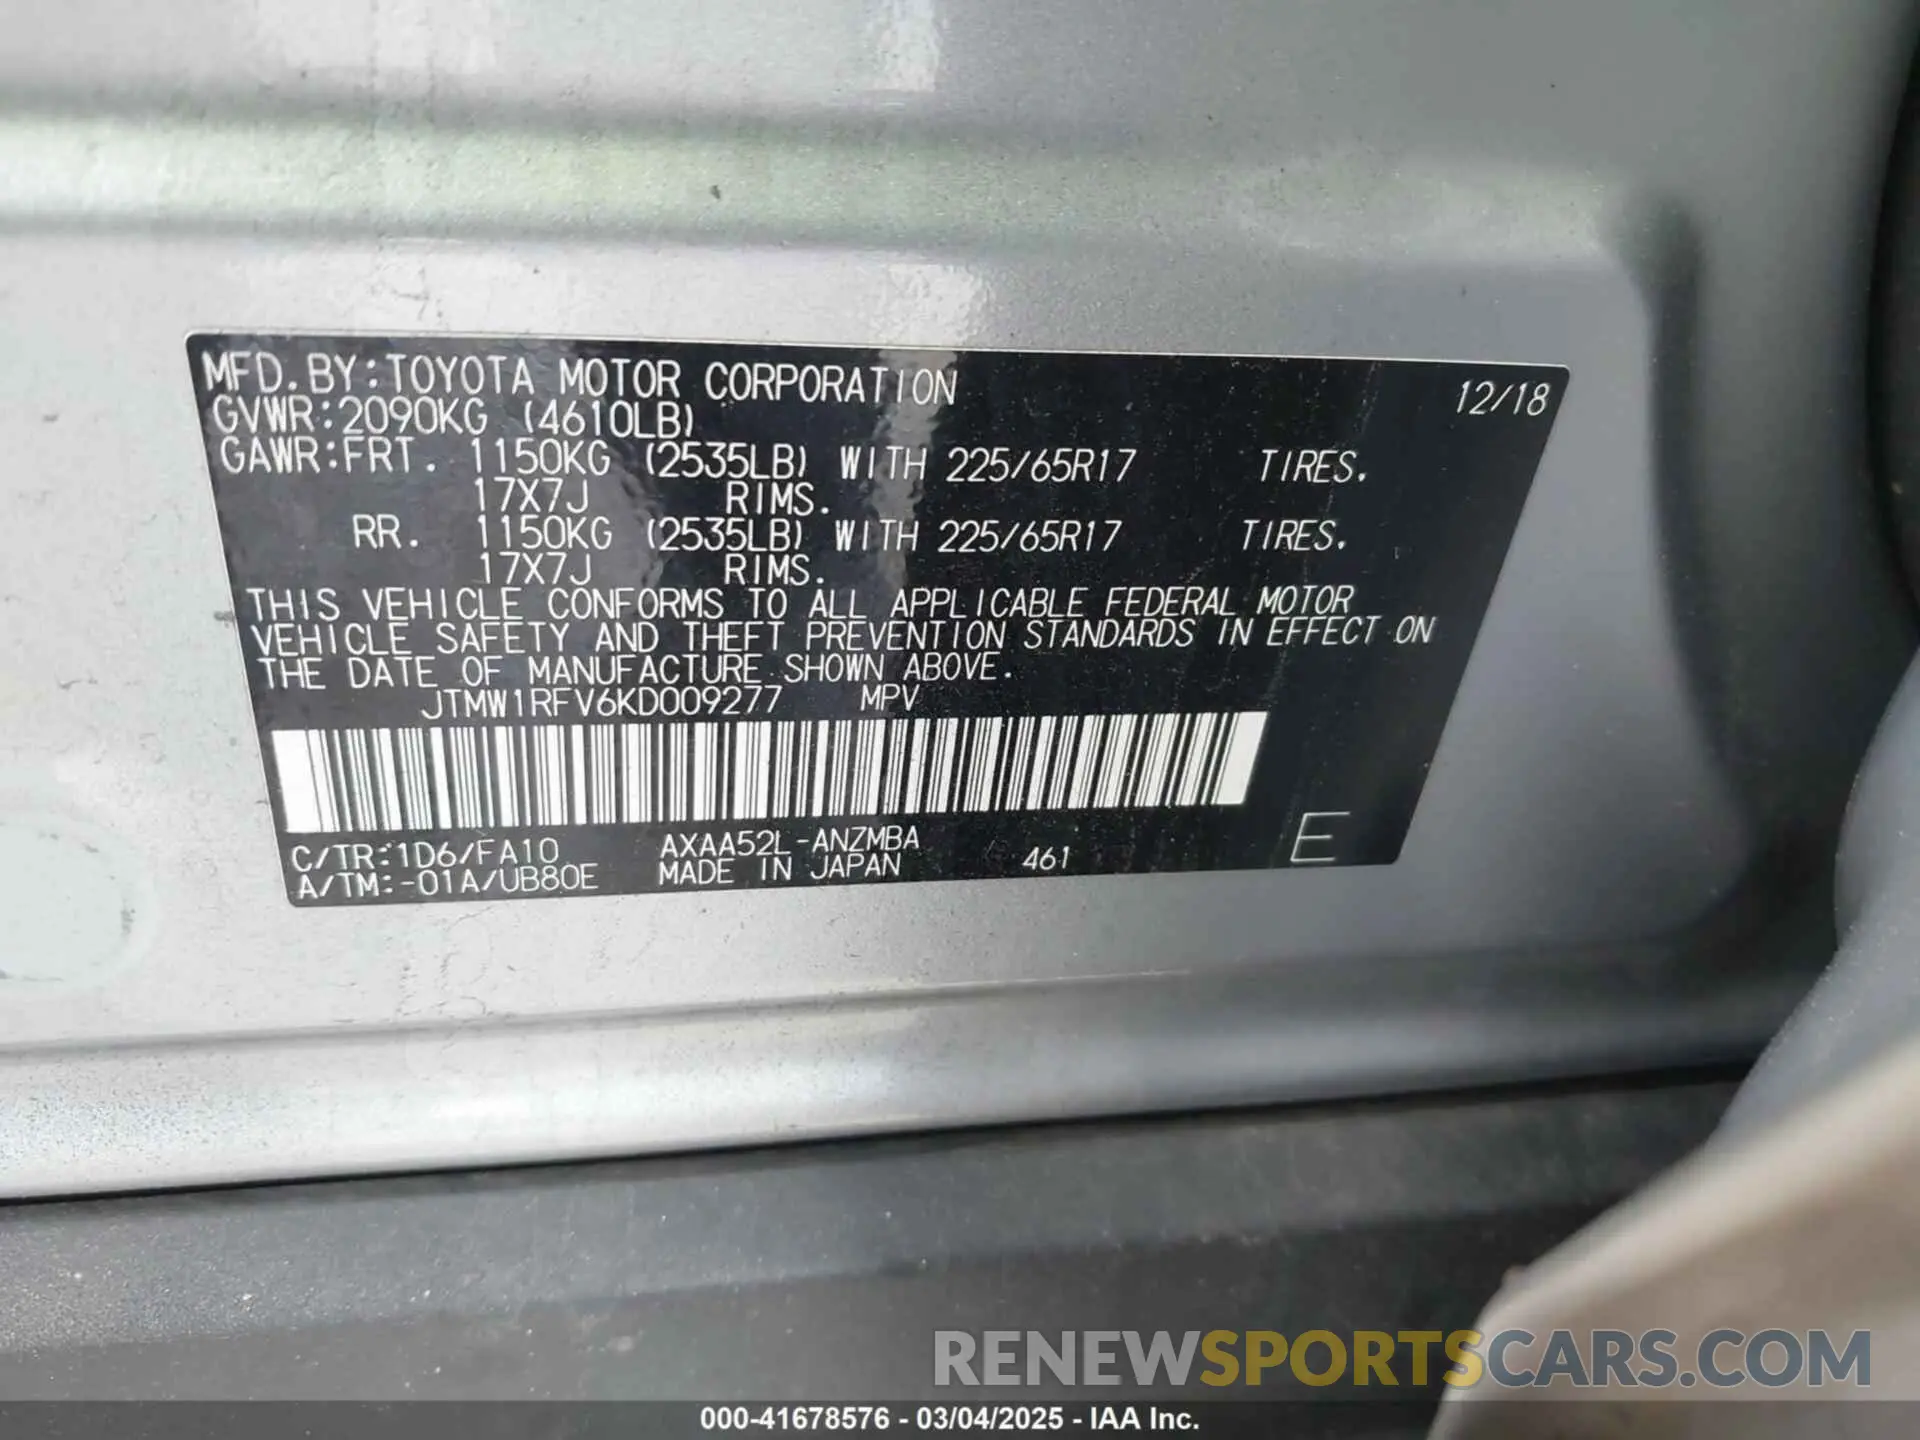 MFD. BY: TOYOTA MOTOR CORPORATION 12/18
GVWR: 2090KG (4610LB)
GAWR: FRT. 1150KG (2535LB) WITH 225/65R17 TIRES.
17X7J RIMS.
RR. 1150KG (2535LB) WITH 225/65R17 TIRES.
17X7J RIMS.
THIS VEHICLE CONFORMS TO ALL APPLICABLE FEDERAL MOTOR
VEHICLE SAFETY AND THEFT PREVENTION STANDARDS IN EFFECT ON
THE DATE OF MANUFACTURE SHOWN ABOVE.
JTMW1RFV6KD009277 MPV
C/TR: 1D6/FA10 AXAA52L-ANZMBA
A/TM: -01A/UB80E MADE IN JAPAN 461 E
RENEWSPORTSCARS.COM
000-41678576 - 03/04/2025 - IAA Inc.